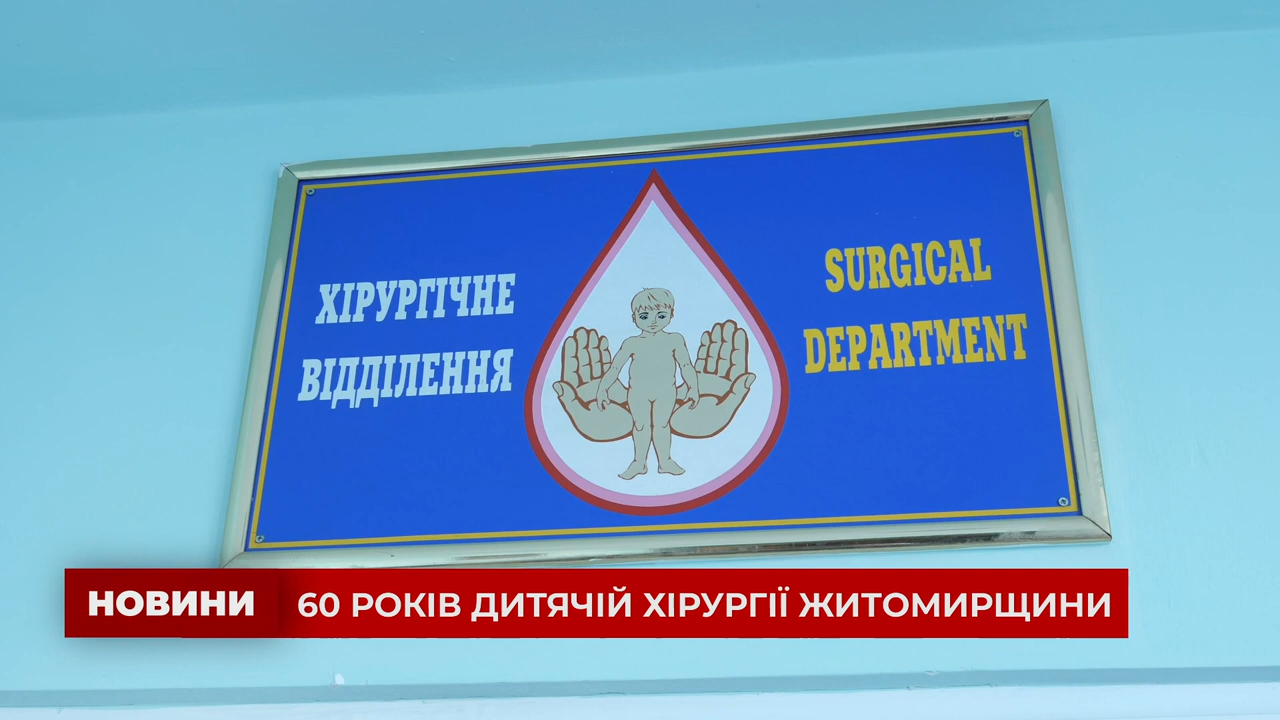 ХІРУРГІЧНЕ
ВІДДІЛЕННЯ
SURGICAL
DEPARTMENT
НОВИНИ
60 РОКІВ ДИТЯЧІЙ ХІРУРГІЇ ЖИТОМИРЩИНИ